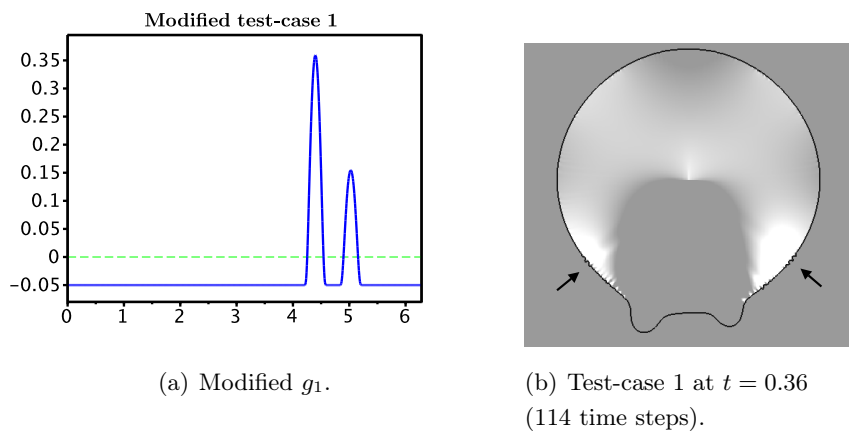 Modified test-case 1
0.35
0.3
0.25
0.2
0.15
0.1
0.05
0
−0.05
0 1 2 3 4 5 6
(a) Modified g₁.
(b) Test-case 1 at t = 0.36
(114 time steps).